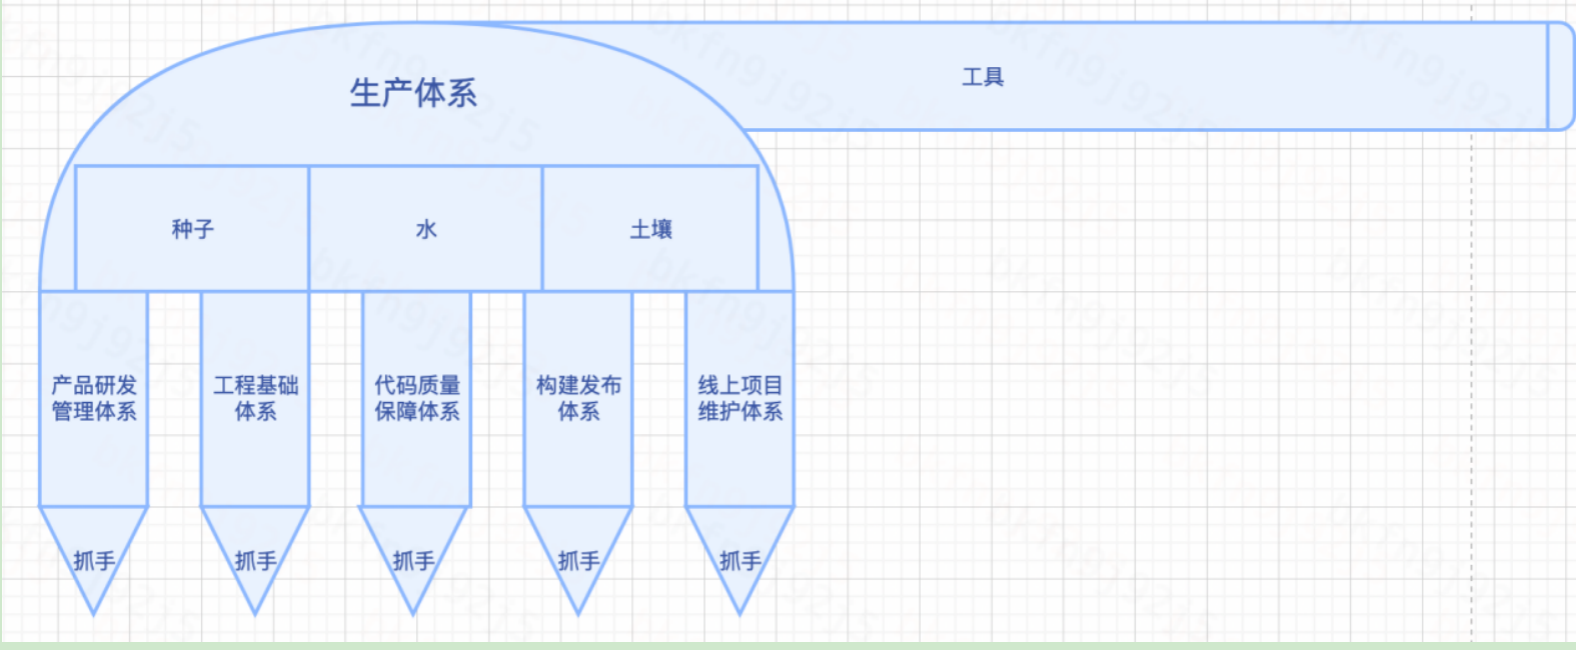 生产体系
工具
种子
水
土壤
产品研发
管理体系
工程基础
体系
代码质量
保障体系
构建发布
体系
线上项目
维护体系
抓手
抓手
抓手
抓手
抓手